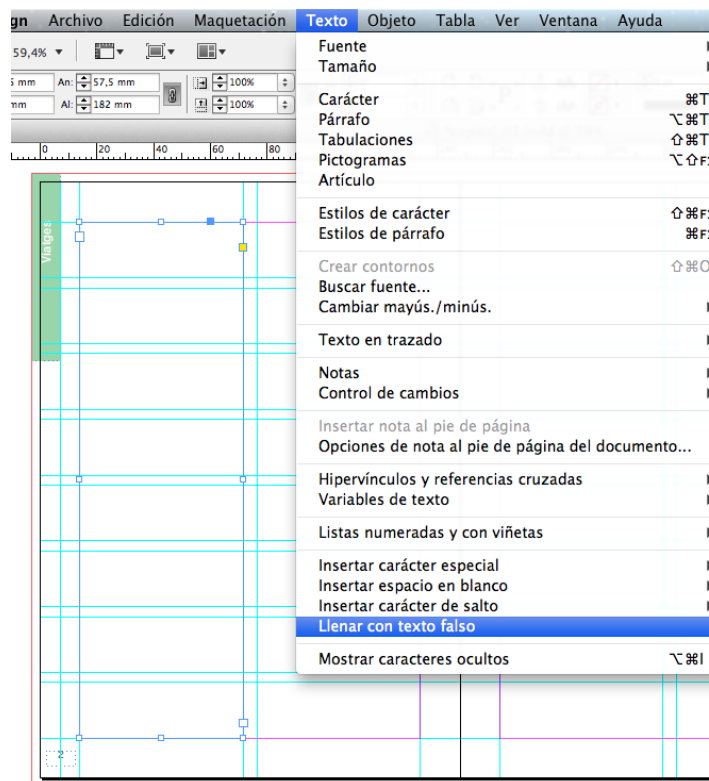 gn Archivo Edición Maquetación Texto Objeto Tabla Ver Ventana Ayuda
59,4%
5 mm An: 57,5 mm 100%
mm Al: 182 mm 100%
0 20 40 60 80
Viatges
2
Fuente
Tamaño
Carácter ⌘T
Párrafo ⌥⌘T
Tabulaciones ⇧⌘T
Pictogramas ⌥⇧F
Artículo
Estilos de carácter ⇧⌘F
Estilos de párrafo ⌘F
Crear contornos ⇧⌘O
Buscar fuente...
Cambiar mayús./minús.
Texto en trazado
Notas
Control de cambios
Insertar nota al pie de página
Opciones de nota al pie de página del documento...
Hipervínculos y referencias cruzadas
Variables de texto
Listas numeradas y con viñetas
Insertar carácter especial
Insertar espacio en blanco
Insertar carácter de salto
Llenar con texto falso
Mostrar caracteres ocultos ⌥⌘I